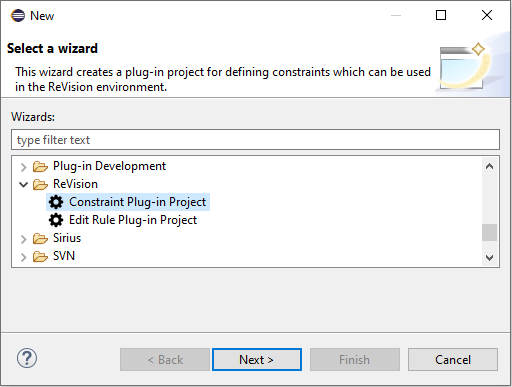 New
Select a wizard
This wizard creates a plug-in project for defining constraints which can be used
in the ReVision environment.
Wizards:
type filter text
Plug-in Development
ReVision
Constraint Plug-in Project
Edit Rule Plug-in Project
Sirius
SVN
? < Back Next > Finish Cancel